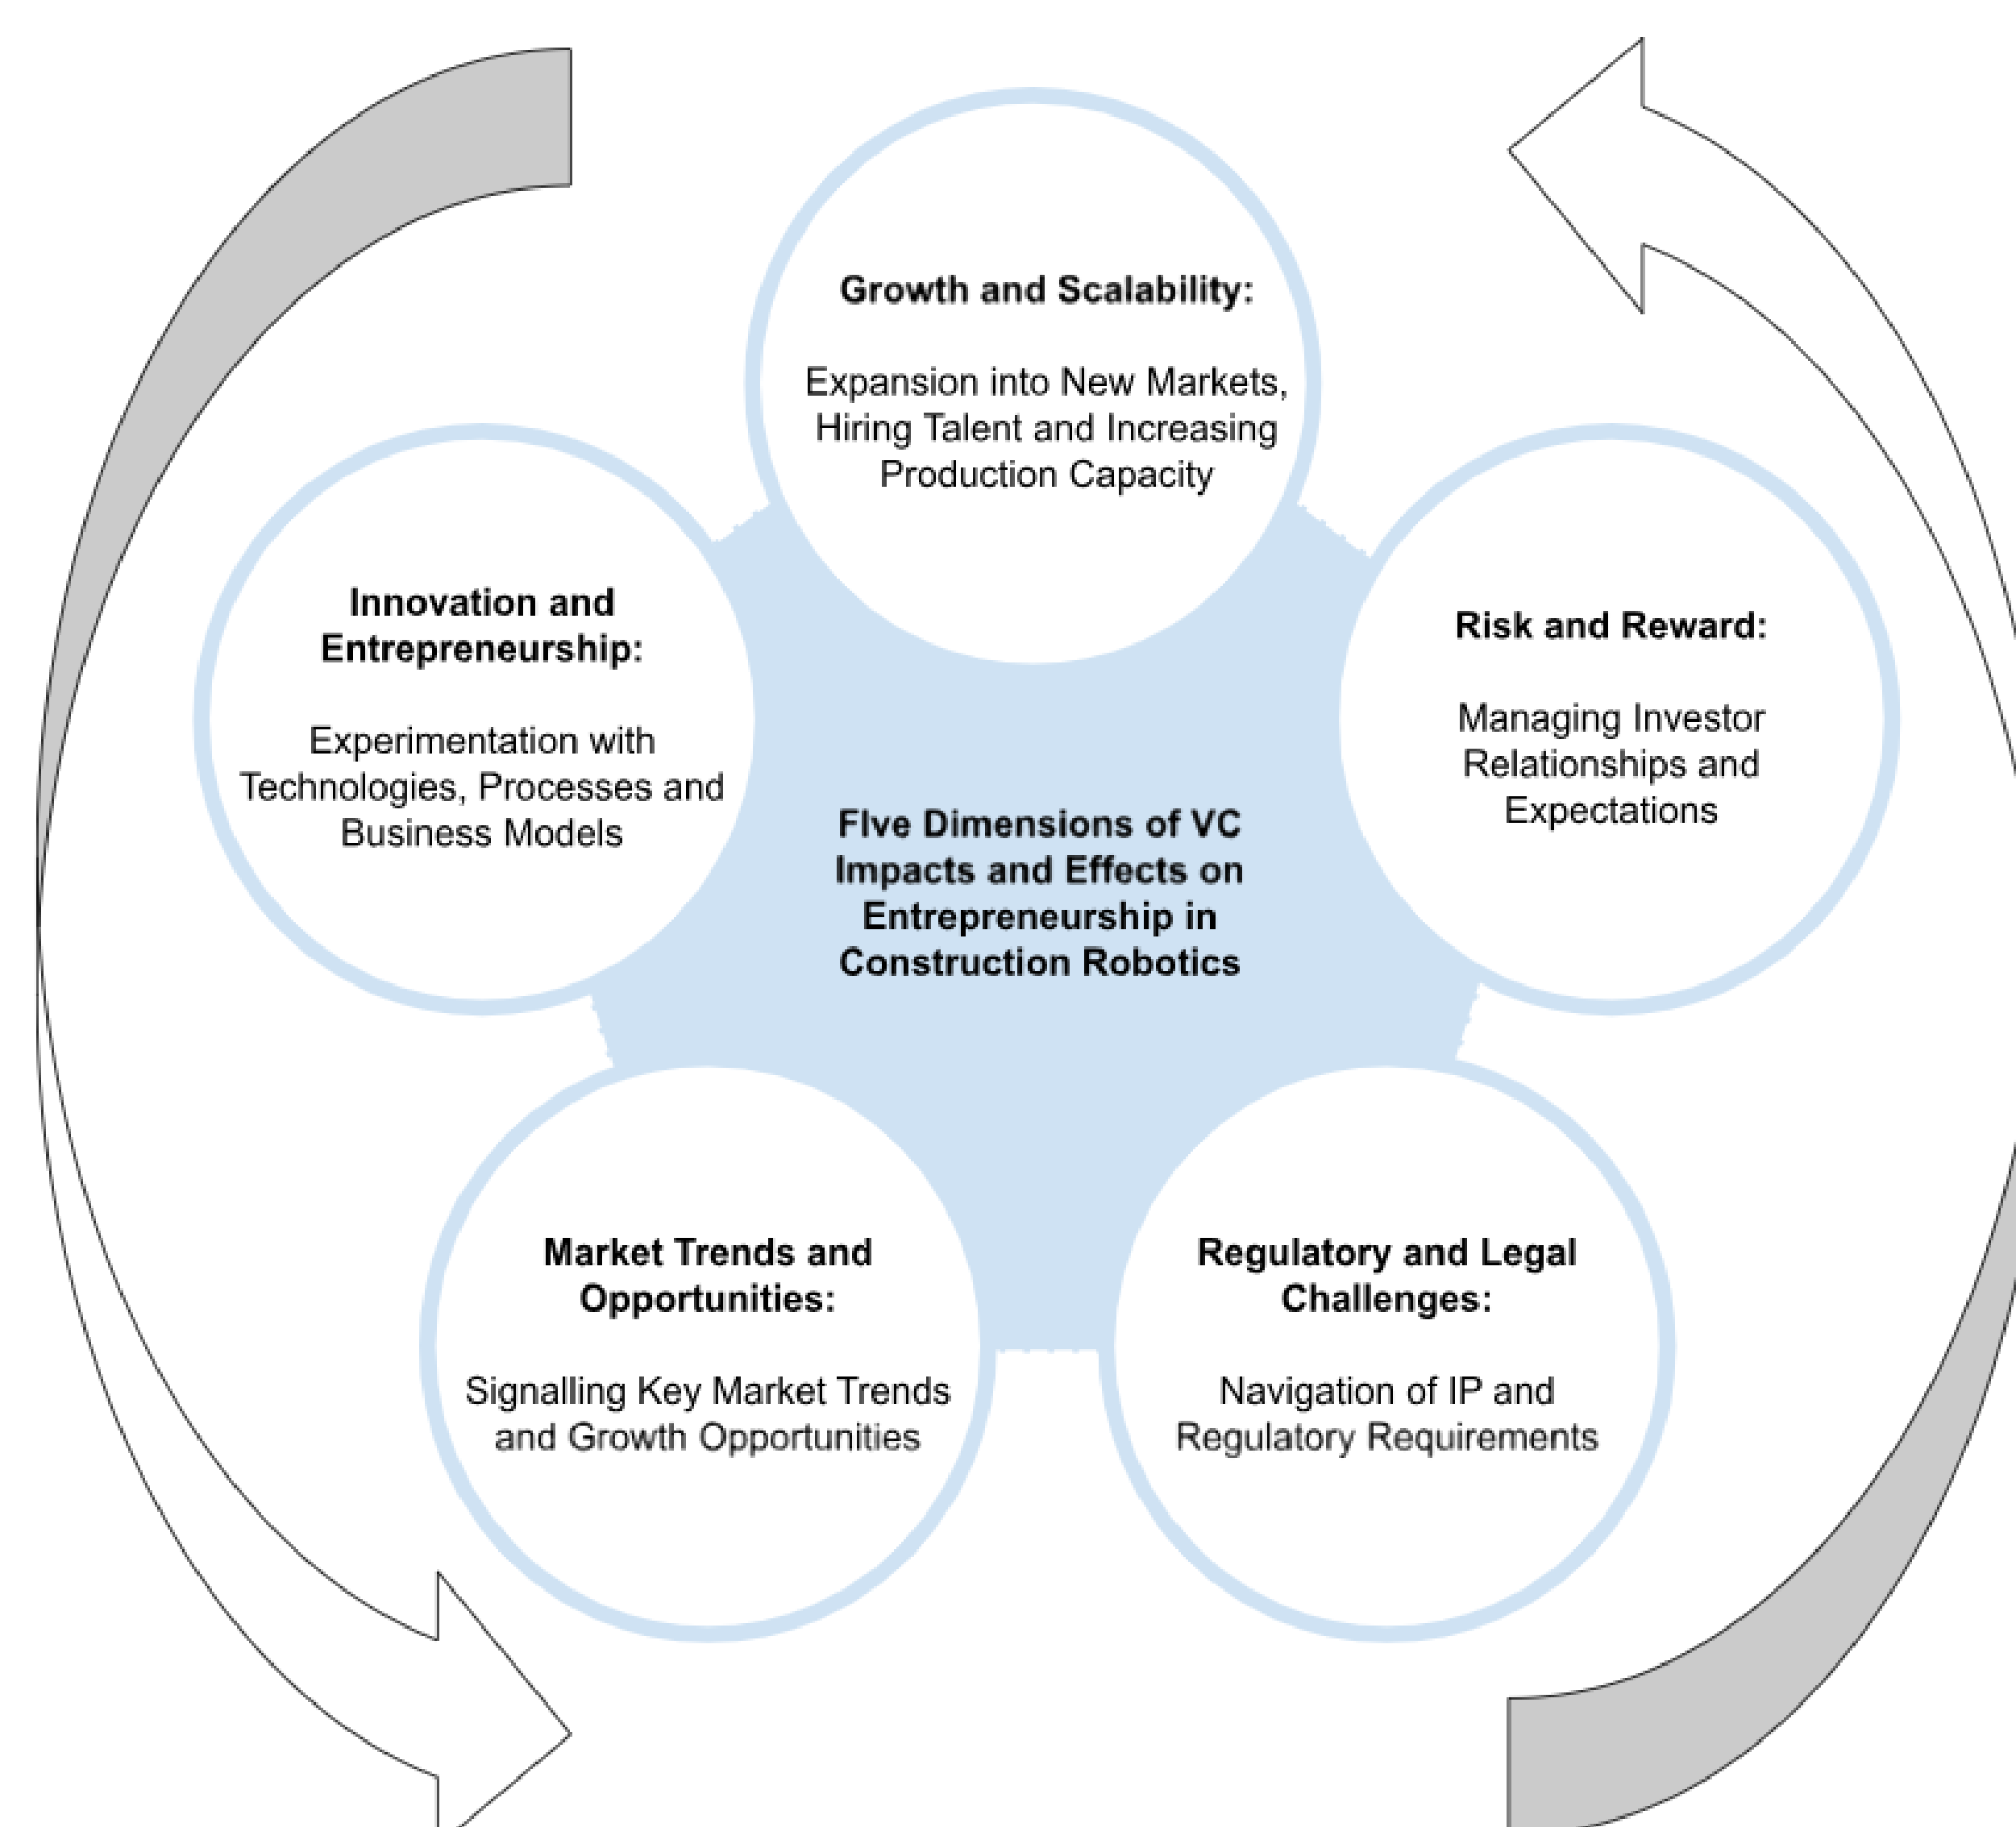 Growth and Scalability:
Expansion into New Markets,
Hiring Talent and Increasing
Production Capacity
Innovation and
Entrepreneurship:
Experimentation with
Technologies, Processes and
Business Models
Risk and Reward:
Managing Investor
Relationships and
Expectations
FIve Dimensions of VC
Impacts and Effects on
Entrepreneurship in
Construction Robotics
Market Trends and
Opportunities:
Signalling Key Market Trends
and Growth Opportunities
Regulatory and Legal
Challenges:
Navigation of IP and
Regulatory Requirements